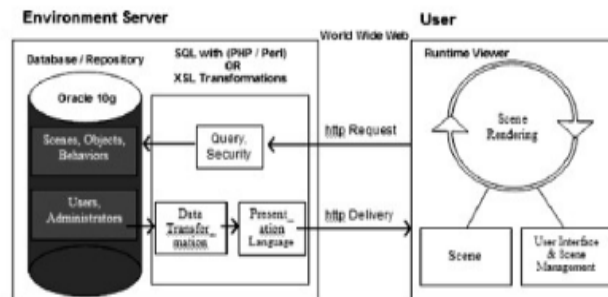 Environment Server
User
Database / Repository
SQL with (PHP / Perl)
OR
XSL Transformations
World Wide Web
Runtime Viewer
Oracle 10g
Scenes, Objects,
Behaviors
Query,
Security
http Request
Scene
Rendering
Users,
Administrators
Data
Transfor_
mation
Present_
ation
Language
http Delivery
Scene
User Interface
& Scene
Management